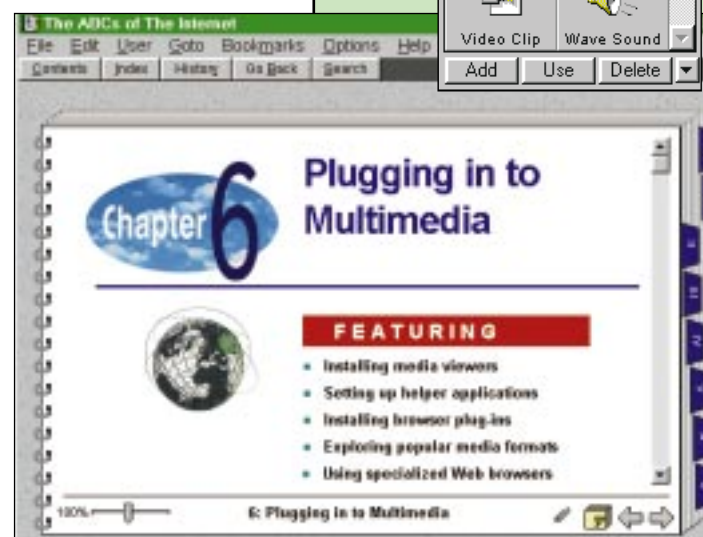 Video Clip Wave Sound
Add Use Delete
The ABCs of The Internet
File Edit User Goto Bookmarks Options Help
Contents Index History Go Back Search
Chapter 6
Plugging in to
Multimedia
FEATURING
Installing media viewers
Setting up helper applications
Installing browser plug-ins
Exploring popular media formats
Using specialized Web browsers
100% 6: Plugging in to Multimedia